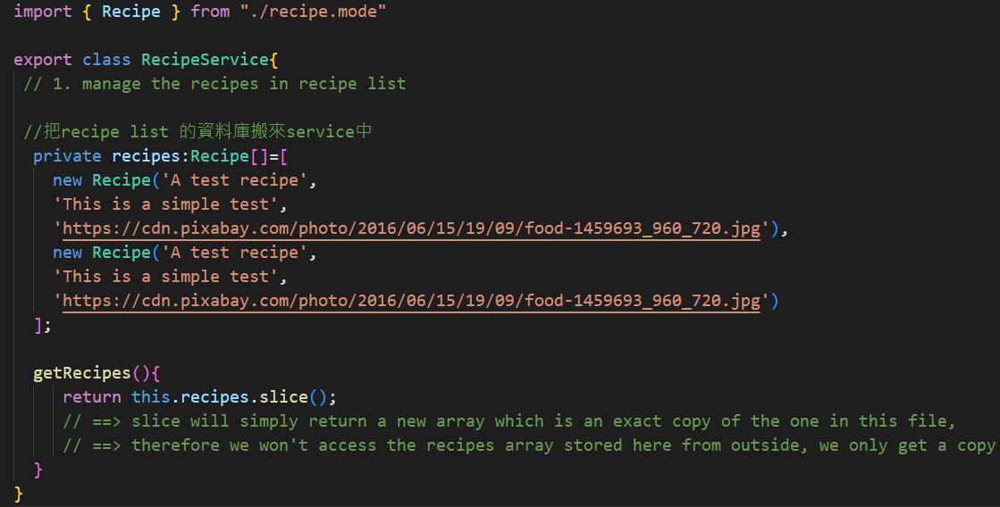 import { Recipe } from "./recipe.mode"
export class RecipeService{
// 1. manage the recipes in recipe list
//把recipe list 的資料庫搬來service中
private recipes:Recipe[]=[
new Recipe('A test recipe',
'This is a simple test',
'https://cdn.pixabay.com/photo/2016/06/15/19/09/food-1459693_960_720.jpg'),
new Recipe('A test recipe',
'This is a simple test',
'https://cdn.pixabay.com/photo/2016/06/15/19/09/food-1459693_960_720.jpg')
];
getRecipes(){
return this.recipes.slice();
// ==> slice will simply return a new array which is an exact copy of the one in this file,
// ==> therefore we won't access the recipes array stored here from outside, we only get a copy
}
}